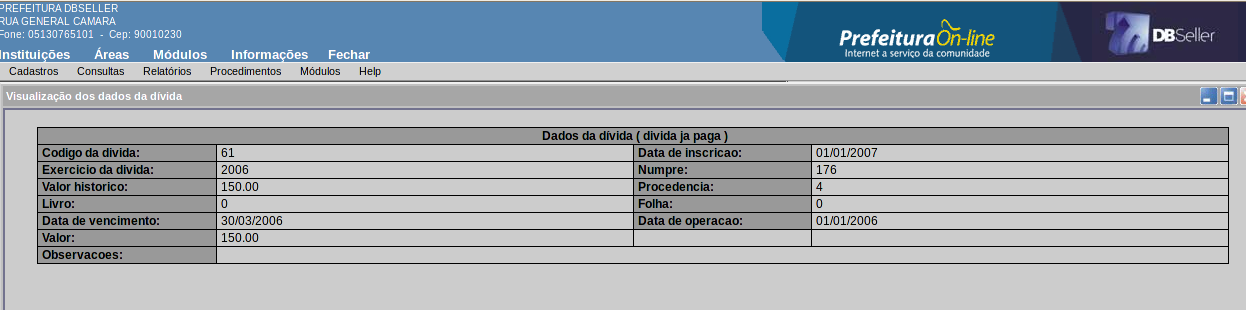 PREFEITURA DBSELLER
RUA GENERAL CAMARA
Fone: 05130765101 - Cep: 90010230
Instituições Áreas Módulos Informações Fechar
PrefeituraOn-line
Internet a serviço da comunidade
DBSeller
Cadastros Consultas Relatórios Procedimentos Módulos Help
Visualização dos dados da dívida
Dados da dívida ( divida ja paga )
Codigo da divida: 61 Data de inscricao: 01/01/2007
Exercicio da divida: 2006 Numpre: 176
Valor historico: 150.00 Procedencia: 4
Livro: 0 Folha: 0
Data de vencimento: 30/03/2006 Data de operacao: 01/01/2006
Valor: 150.00
Observacoes: